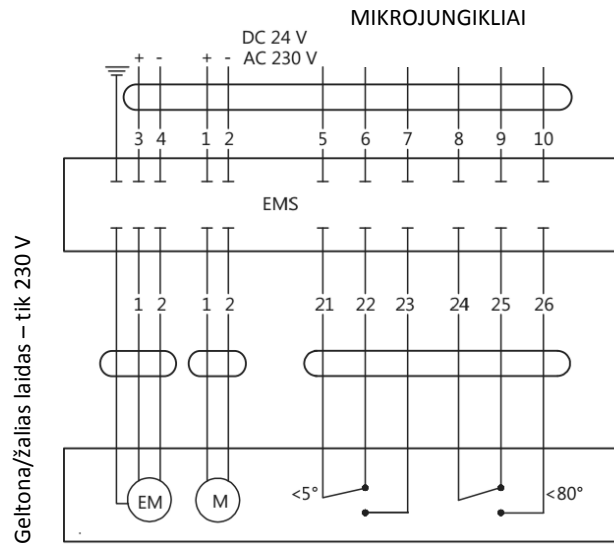 MIKROJUNGIKLIAI
DC 24 V
+ - + - AC 230 V
3 4 1 2 5 6 7 8 9 10
EMS
Geltona/žalias laidas – tik 230 V
1 2 1 2 21 22 23 24 25 26
EM M <5° <80°